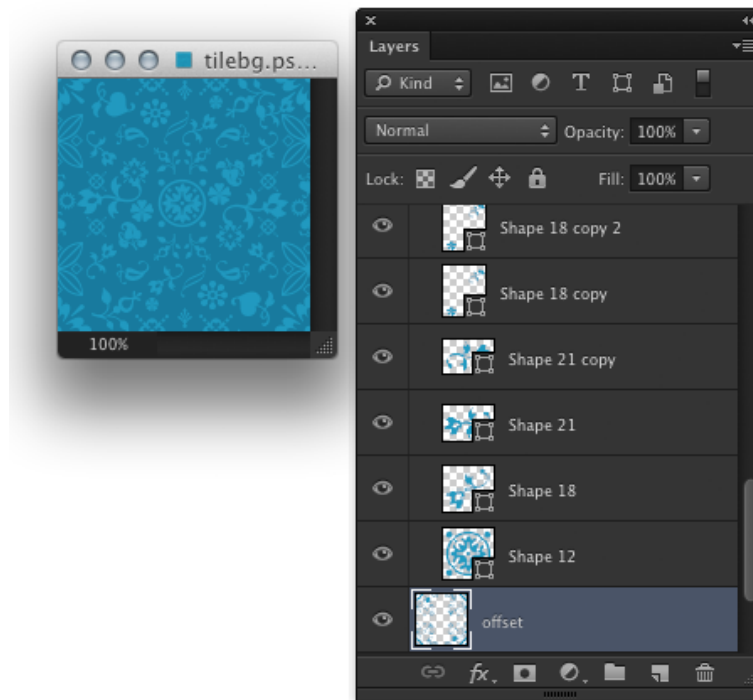 tilebg.ps...
100%
Layers
Kind
Normal
Opacity: 100%
Lock:
Fill: 100%
Shape 18 copy 2
Shape 18 copy
Shape 21 copy
Shape 21
Shape 18
Shape 12
offset
fx.